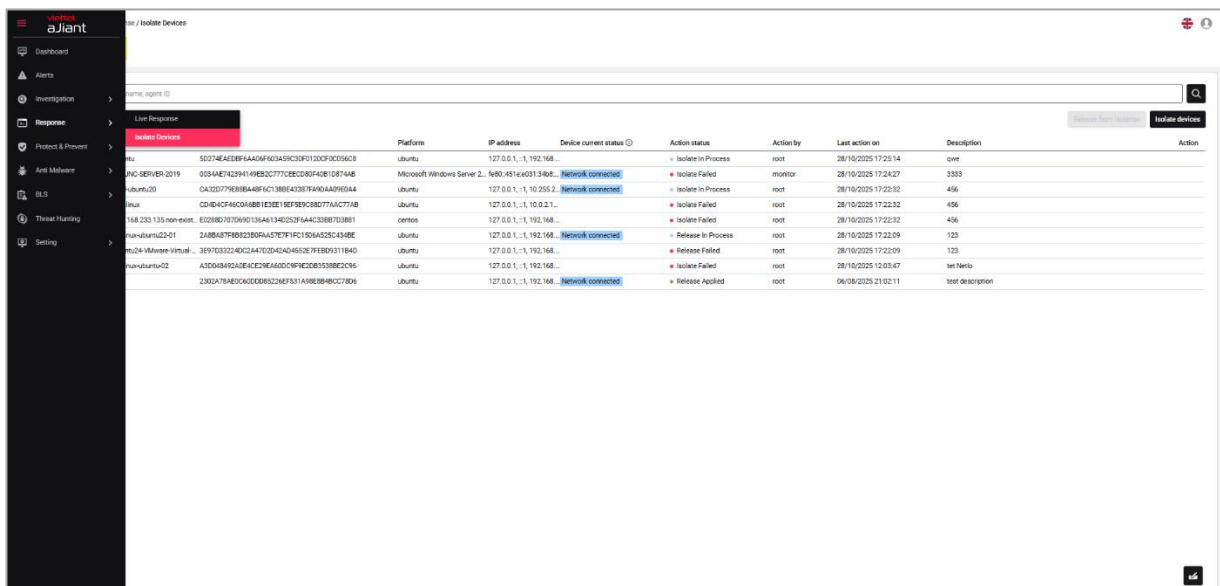 viettel
aJiant
nse / Isolate Devices
Dashboard
Alerts
Investigation
Response
Protect & Prevent
Anti Malware
BLS
Threat Hunting
Setting
Live Response
Isolate Devices
name, agent ID
Release from isolation Isolate devices
Platform IP address Device current status Action status Action by Last action on Description Action
ntu ubuntu 127.0.0.1, ::1, 192.168.... Isolate In Process root 28/10/2025 17:25:14 qwe
UNC-SERVER-2019 Microsoft Windows Server 2... fe80::451e:e031:34b8:... Network connected Isolate Failed monitor 28/10/2025 17:24:27 3333
-ubuntu20 ubuntu 127.0.0.1, ::1, 10.255.2... Network connected Isolate In Process root 28/10/2025 17:22:32 456
linux ubuntu 127.0.0.1, ::1, 10.0.2.1... Isolate Failed root 28/10/2025 17:22:32 456
168.233.135.non-exist... centos 127.0.0.1, ::1, 192.168.... Isolate Failed root 28/10/2025 17:22:32 456
nux-ubuntu22-01 ubuntu 127.0.0.1, ::1, 192.168.... Network connected Release In Process root 28/10/2025 17:22:09 123
ntu24-VMware-Virtual-... ubuntu 127.0.0.1, ::1, 192.168.... Release Failed root 28/10/2025 17:22:09 123
nux-ubuntu-02 ubuntu 127.0.0.1, ::1, 192.168.... Isolate Failed root 28/10/2025 12:03:47 tet Netlo
ubuntu 127.0.0.1, ::1, 192.168.... Network connected Release Applied root 06/08/2025 21:02:11 test description